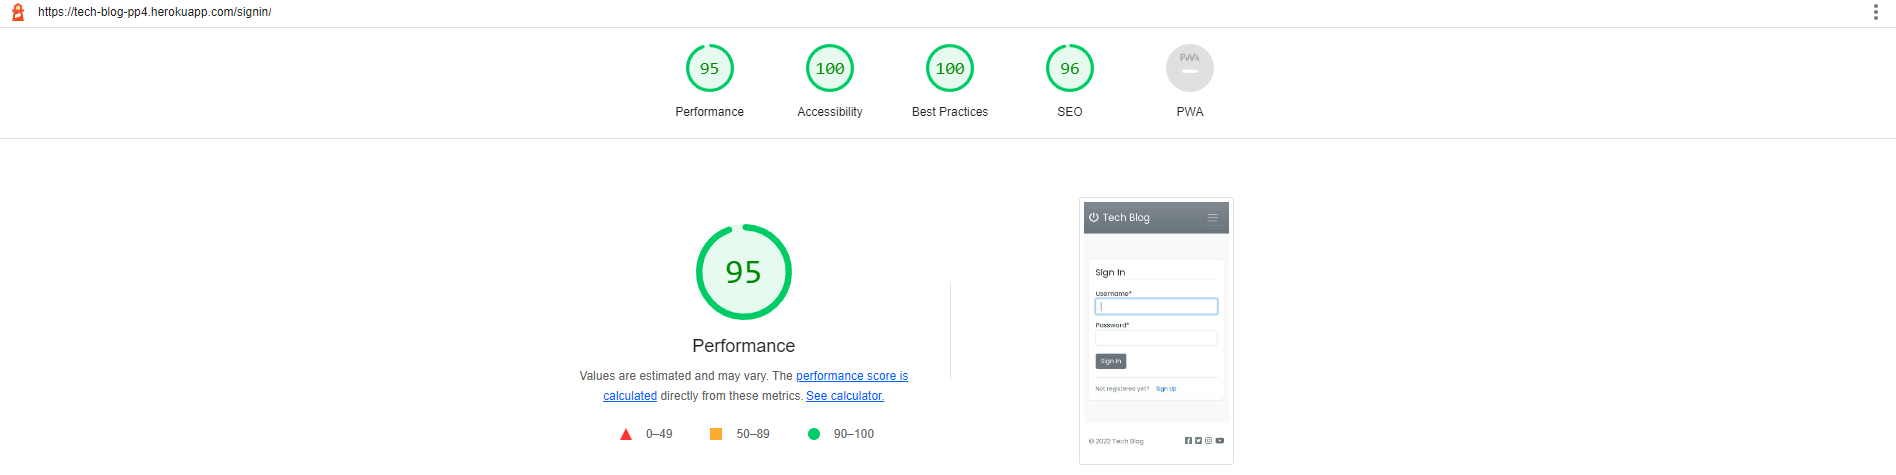 https://tech-blog-pp4.herokuapp.com/signin/
95
100
100
96
PWA
Performance
Accessibility
Best Practices
SEO
PWA
95
Performance
Values are estimated and may vary. The performance score is
calculated directly from these metrics. See calculator.
0–49
50–89
90–100
Tech Blog
Sign In
Username*
Password*
Sign In
Not registered yet? Sign Up
© 2022 Tech Blog